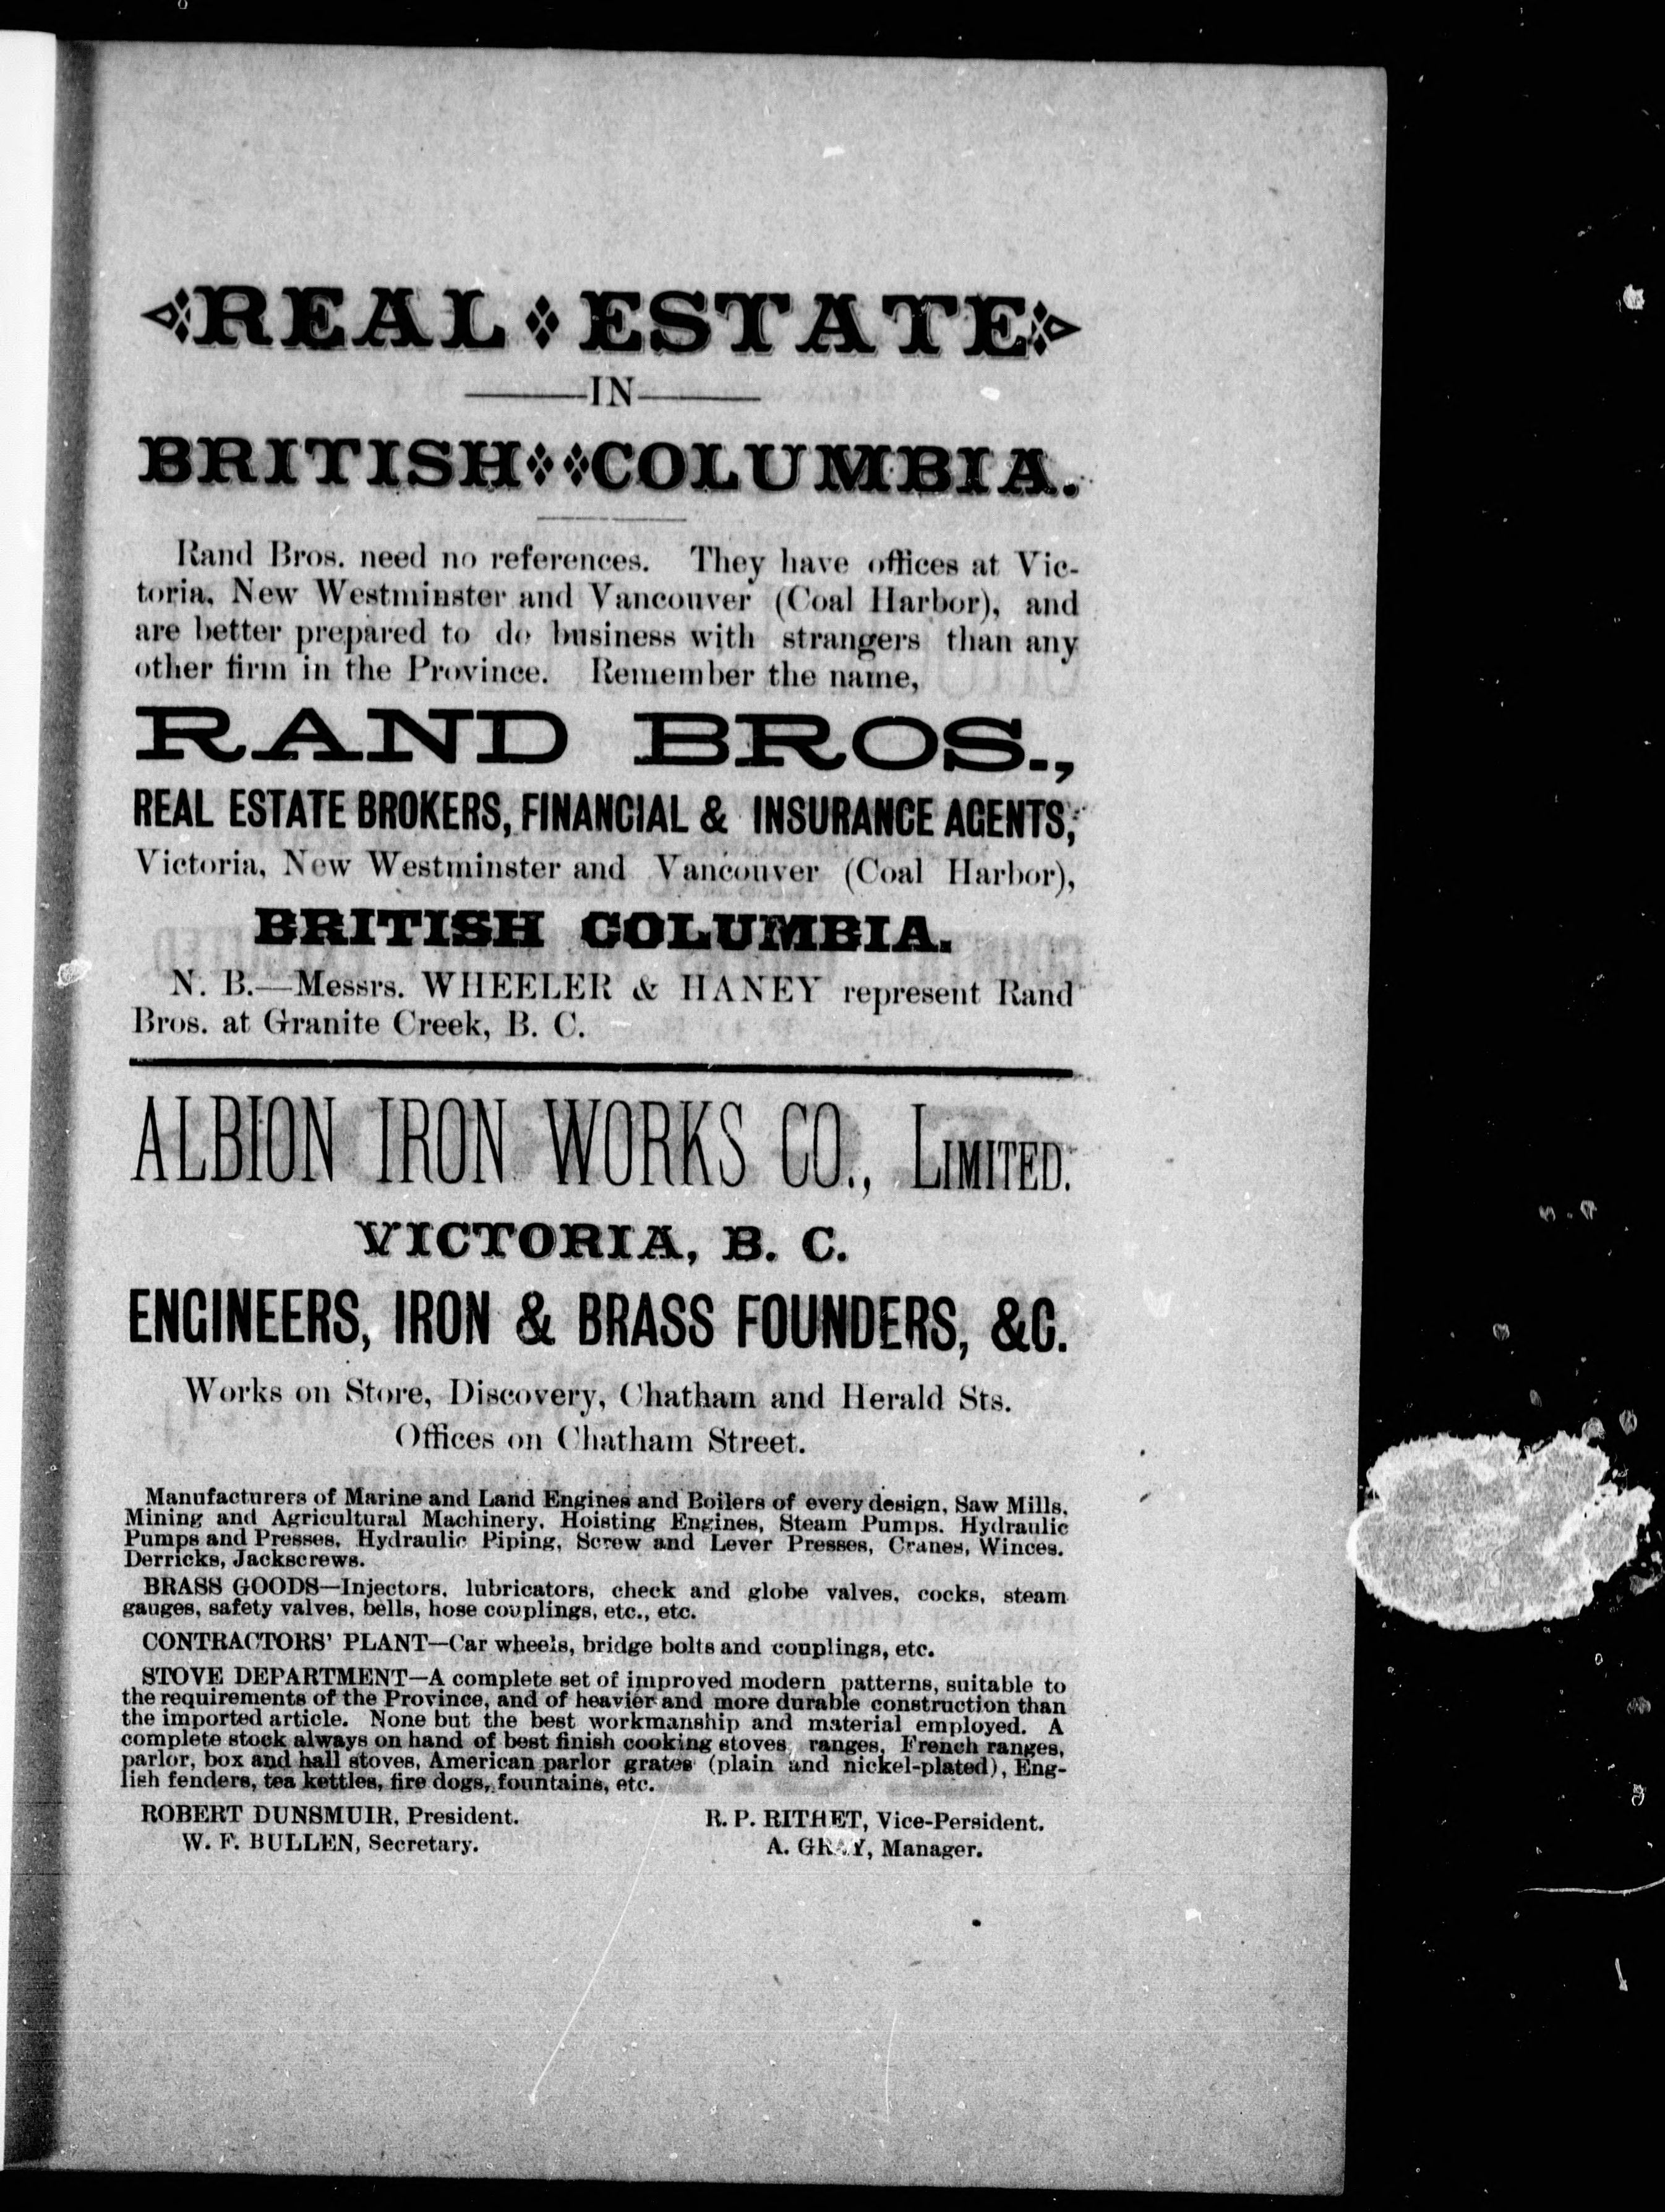 REAL ESTATE
IN
BRITISH COLUMBIA.
Rand Bros. need no references. They have offices at Vic-
toria, New Westminster and Vancouver (Coal Harbor), and
are better prepared to do business with strangers than any
other firm in the Province. Remember the name,
RAND BROS.,
REAL ESTATE BROKERS, FINANCIAL & INSURANCE AGENTS,
Victoria, New Westminster and Vancouver (Coal Harbor),
BRITISH COLUMBIA.
N. B.—Messrs. WHEELER & HANEY represent Rand
Bros. at Granite Creek, B. C.
ALBION IRON WORKS CO., LIMITED.
VICTORIA, B. C.
ENGINEERS, IRON & BRASS FOUNDERS, &C.
Works on Store, Discovery, Chatham and Herald Sts.
Offices on Chatham Street.
Manufacturers of Marine and Land Engines and Boilers of every design, Saw Mills,
Mining and Agricultural Machinery, Hoisting Engines, Steam Pumps. Hydraulic
Pumps and Presses, Hydraulic Piping, Screw and Lever Presses, Cranes, Winces.
Derricks, Jackscrews.
BRASS GOODS—Injectors, lubricators, check and globe valves, cocks, steam
gauges, safety valves, bells, hose couplings, etc., etc.
CONTRACTORS' PLANT—Car wheels, bridge bolts and couplings, etc.
STOVE DEPARTMENT—A complete set of improved modern patterns, suitable to
the requirements of the Province, and of heavier and more durable construction than
the imported article. None but the best workmanship and material employed. A
complete stock always on hand of best finish cooking stoves, ranges, French ranges,
parlor, box and hall stoves, American parlor grates (plain and nickel-plated), Eng-
lish fenders, tea kettles, fire dogs, fountains, etc.
ROBERT DUNSMUIR, President. R. P. RITHET, Vice-Persident.
W. F. BULLEN, Secretary. A. GRAY, Manager.